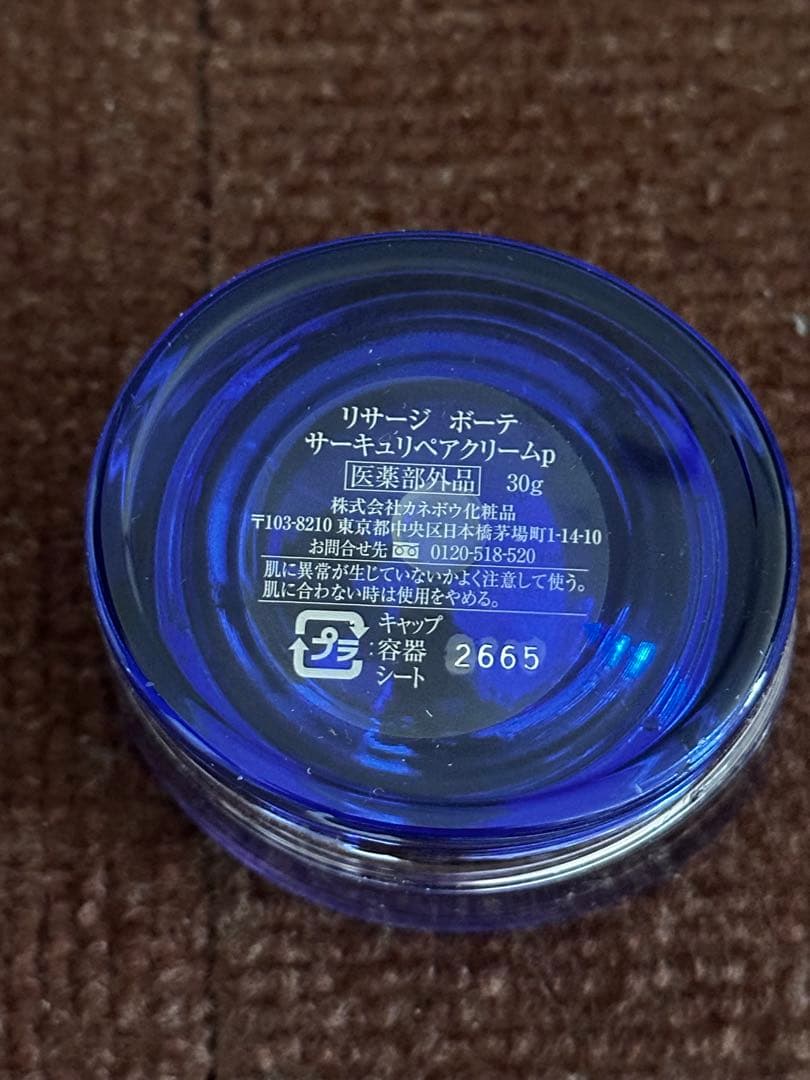 リサージ ボーテ
サーキュリペアクリームp
医薬部外品 30g
株式会社カネボウ化粧品
〒103-8210 東京都中央区日本橋茅場町1-14-10
お問合せ先 0120-518-520
肌に異常が生じていないかよく注意して使う。
肌に合わない時は使用をやめる。
プラ :キャップ
容器
シート
2665